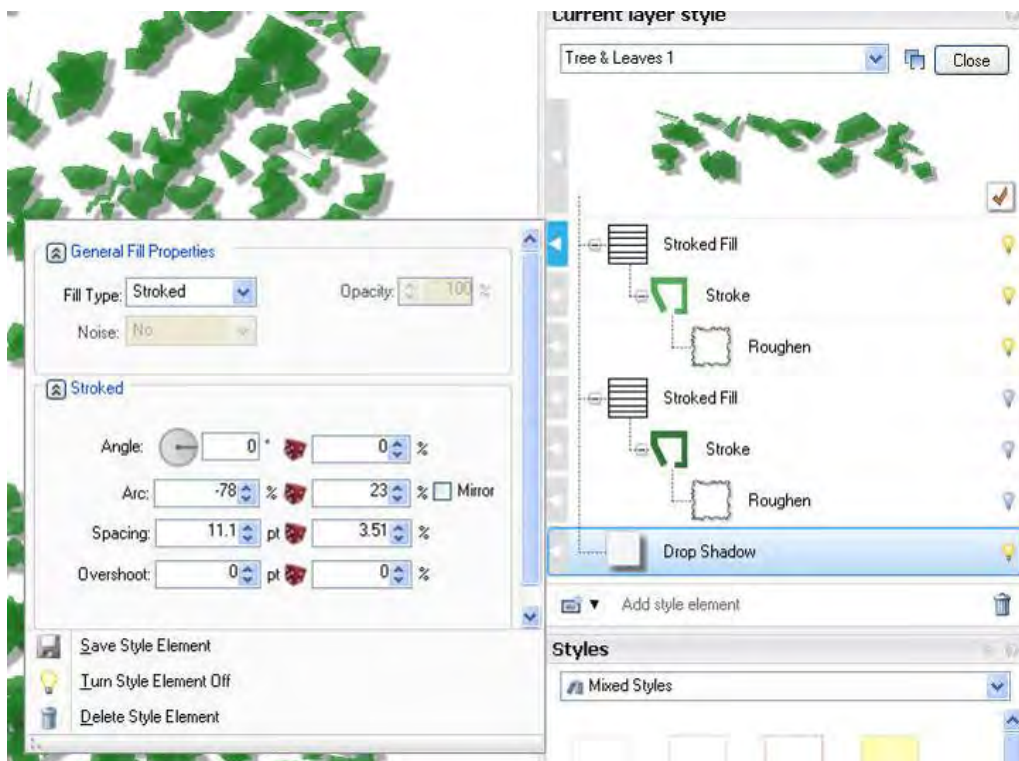 Current layer style
Tree & Leaves 1
Close
General Fill Properties
Fill Type: Stroked
Opacity: 100 %
Noise: No
Stroked
Angle: 0 ° 0 %
Arc: -78 % 23 % Mirror
Spacing: 11.1 pt 3.51 %
Overshoot: 0 pt 0 %
Save Style Element
Turn Style Element Off
Delete Style Element
Stroked Fill
Stroke
Roughen
Stroked Fill
Stroke
Roughen
Drop Shadow
Add style element
Styles
Mixed Styles